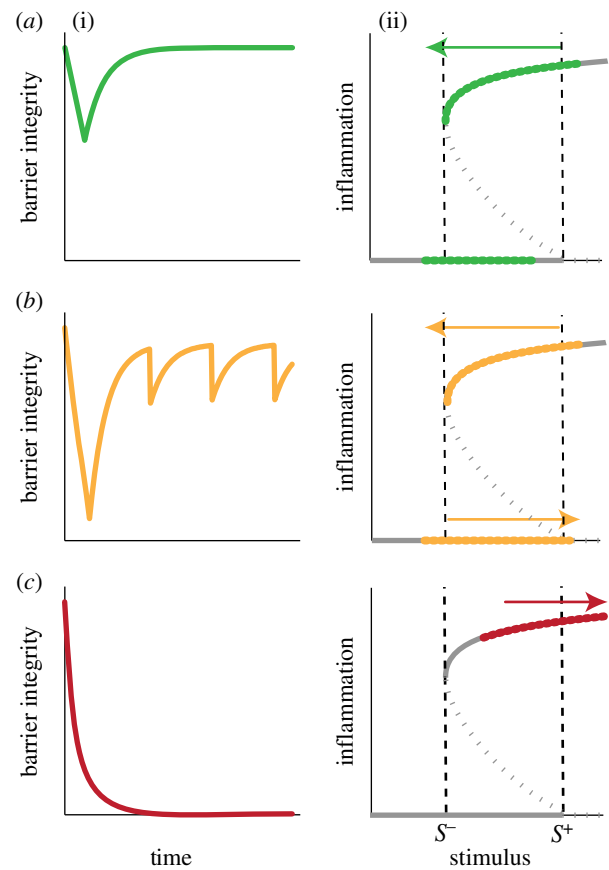 (a) (i) (ii)
barrier integrity
inflammation
(b)
barrier integrity
inflammation
(c)
barrier integrity
inflammation
S⁻ S⁺
time stimulus